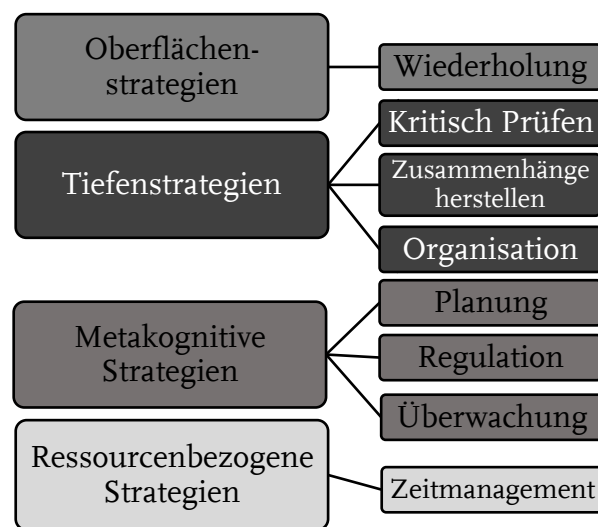 Oberflächen-
strategien
Wiederholung
Tiefenstrategien
Kritisch Prüfen
Zusammenhänge
herstellen
Organisation
Metakognitive
Strategien
Planung
Regulation
Überwachung
Ressourcenbezogene
Strategien
Zeitmanagement